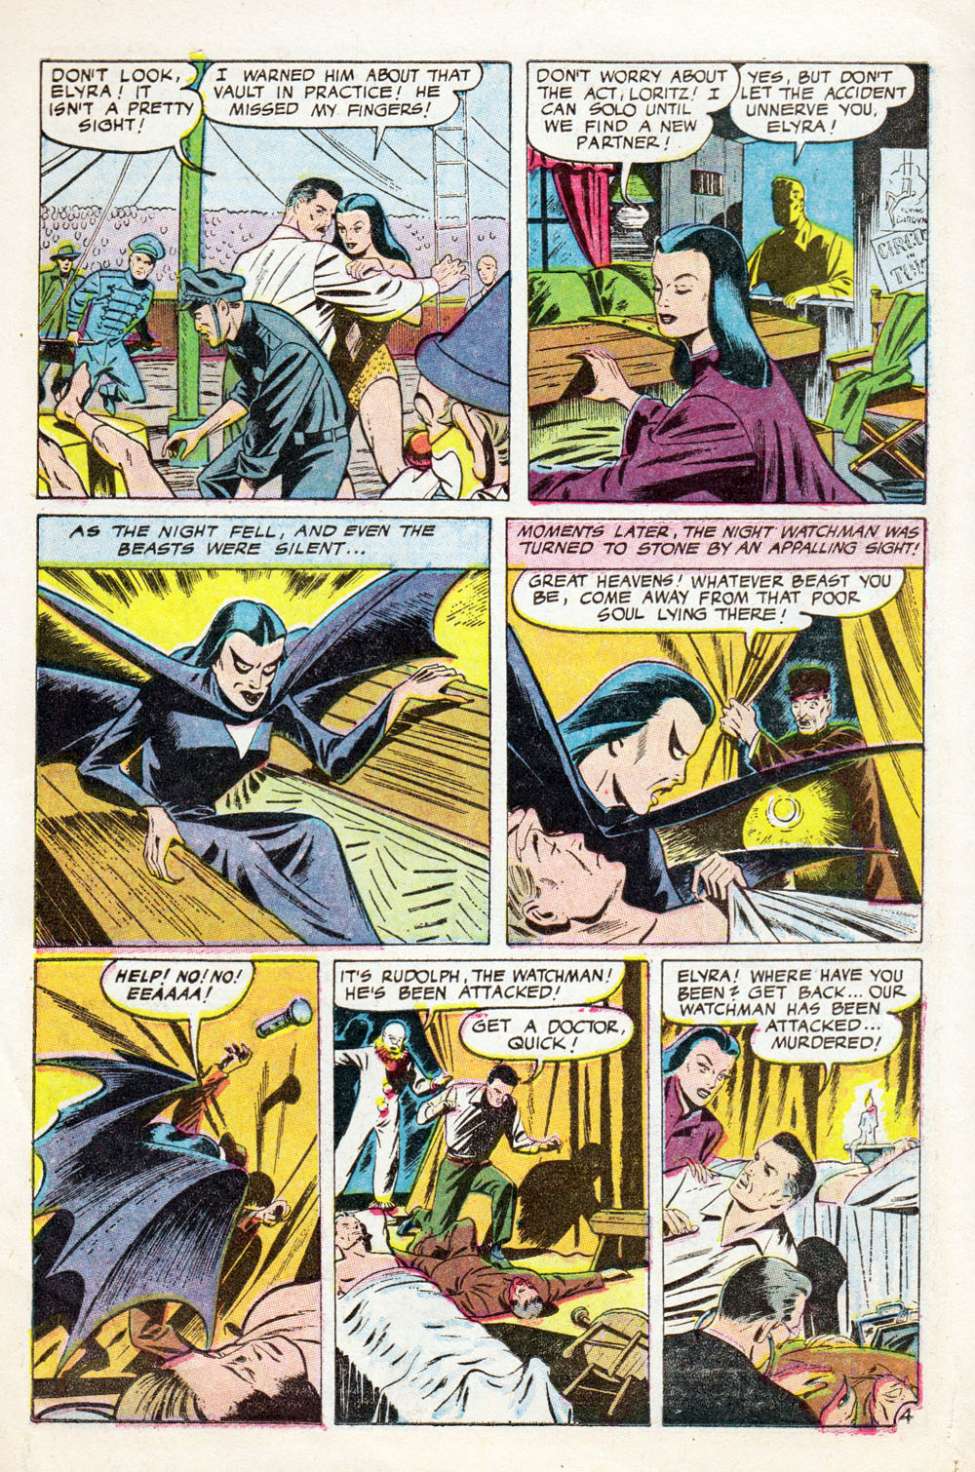 DON'T LOOK,
ELYRA! IT
ISN'T A PRETTY
SIGHT!
I WARNED HIM ABOUT THAT
VAULT IN PRACTICE! HE
MISSED MY FINGERS!
DON'T WORRY ABOUT
THE ACT, LORITZ! I
CAN SOLO UNTIL
WE FIND A NEW
PARTNER!
YES, BUT DON'T
LET THE ACCIDENT
UNNERVE YOU,
ELYRA!
AS THE NIGHT FELL, AND EVEN THE
BEASTS WERE SILENT...
MOMENTS LATER, THE NIGHT WATCHMAN WAS
TURNED TO STONE BY AN APPALLING SIGHT!
GREAT HEAVENS! WHATEVER BEAST YOU
BE, COME AWAY FROM THAT POOR
SOUL LYING THERE!
HELP! NO! NO!
EEAAAA!
IT'S RUDOLPH, THE WATCHMAN!
HE'S BEEN ATTACKED!
GET A DOCTOR,
QUICK!
ELYRA! WHERE HAVE YOU
BEEN? GET BACK... OUR
WATCHMAN HAS BEEN
ATTACKED...
MURDERED!
4